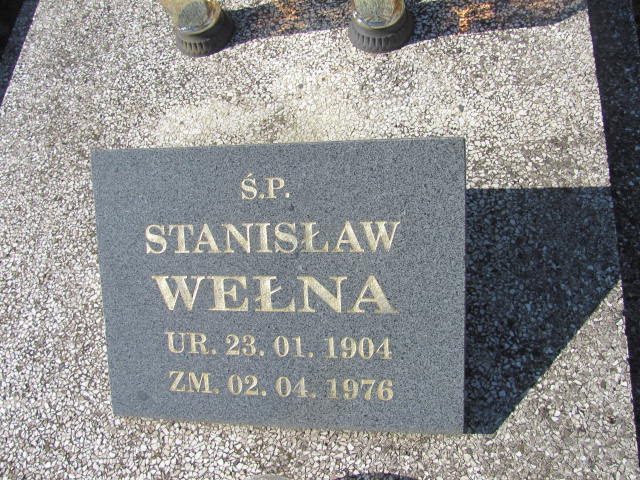 Ś.P.
STANISŁAW
WEŁNA
UR. 23. 01. 1904
ZM. 02. 04. 1976